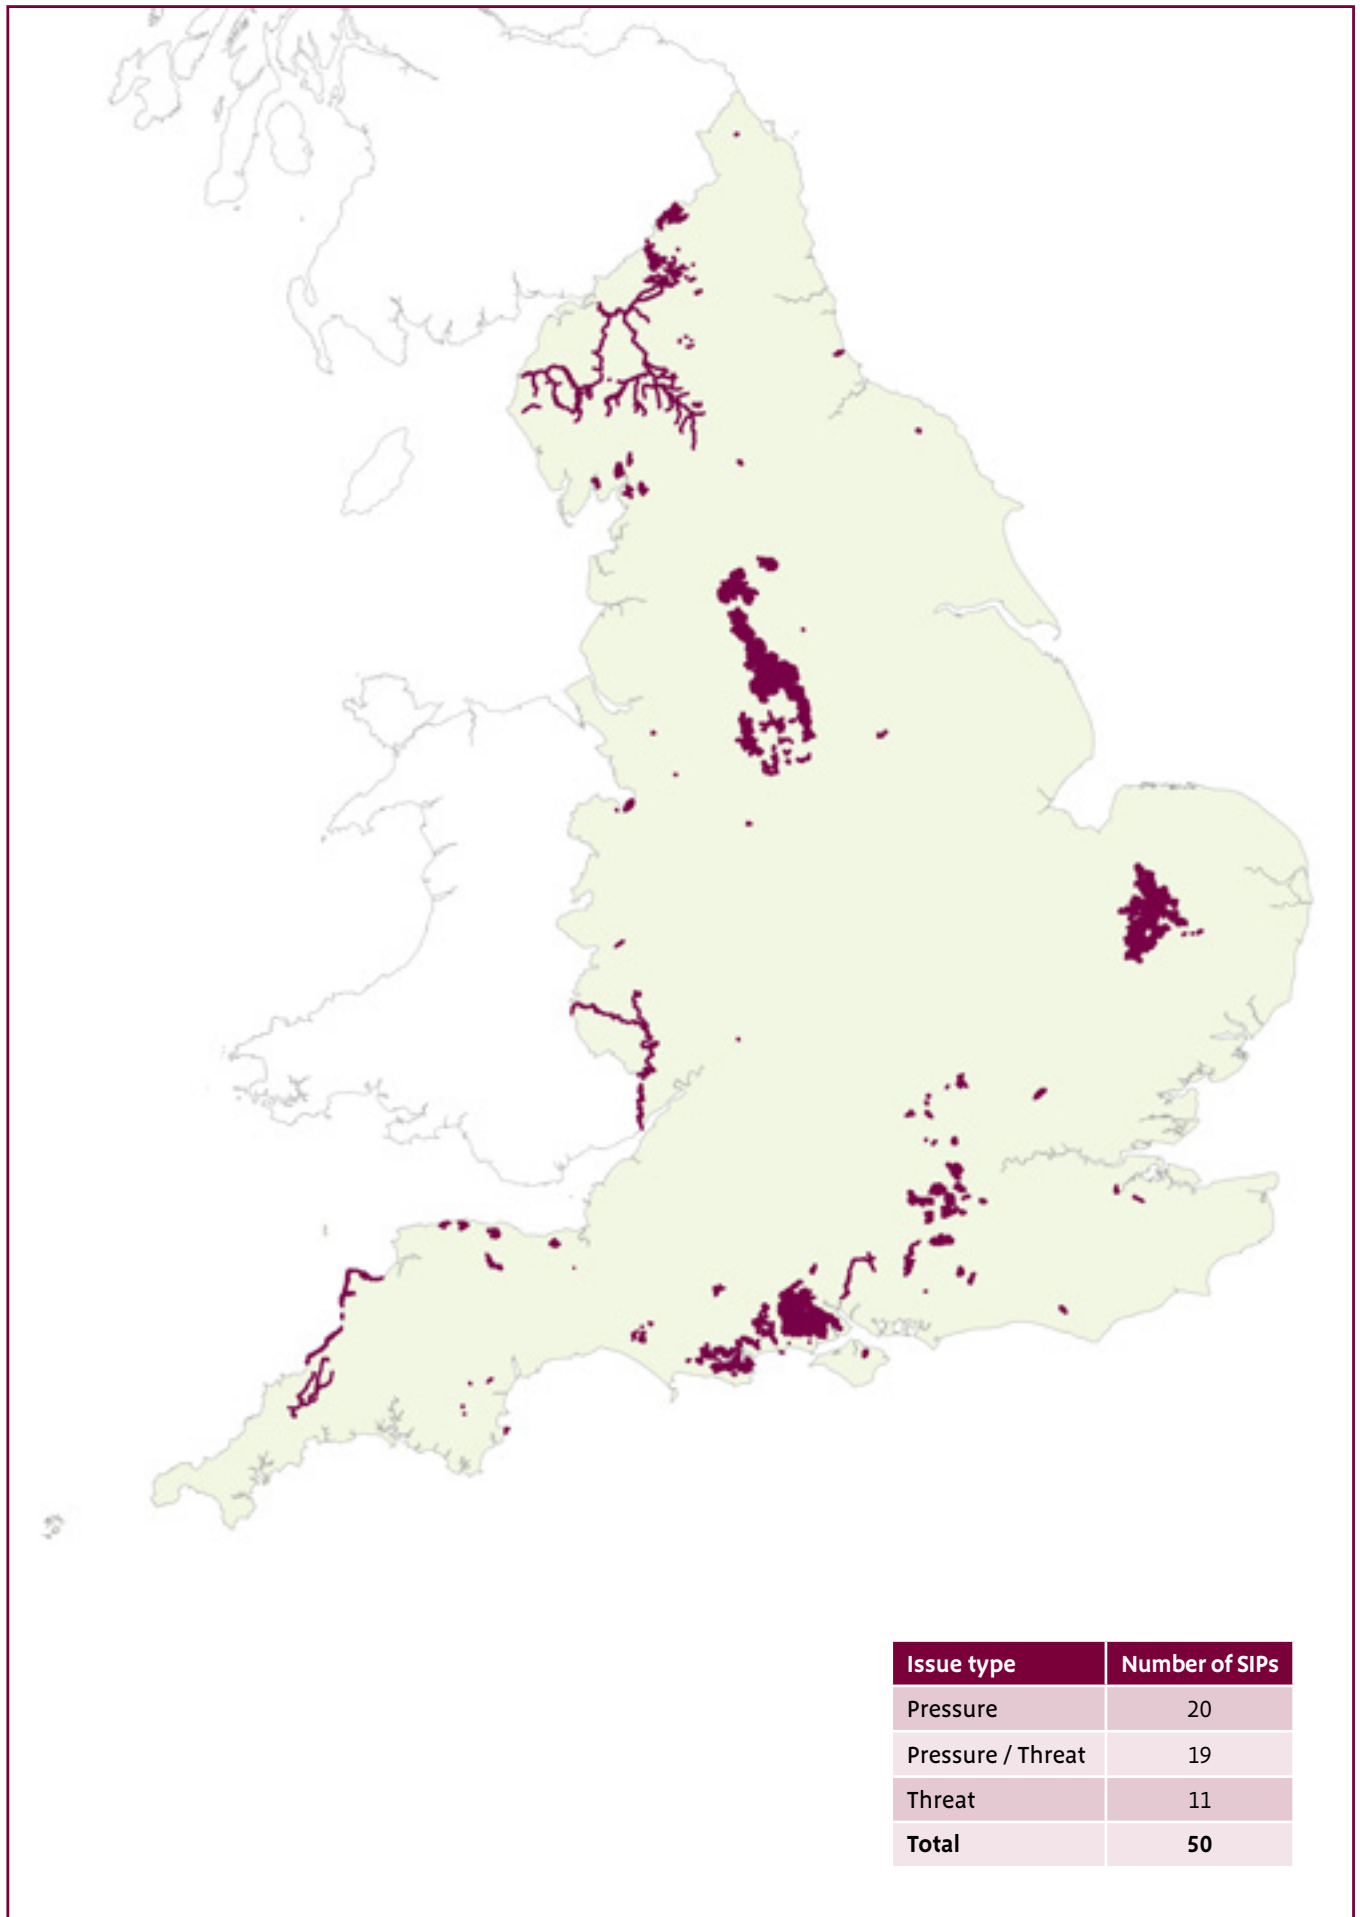 Issue type Number of SIPs
Pressure 20
Pressure / Threat 19
Threat 11
Total 50